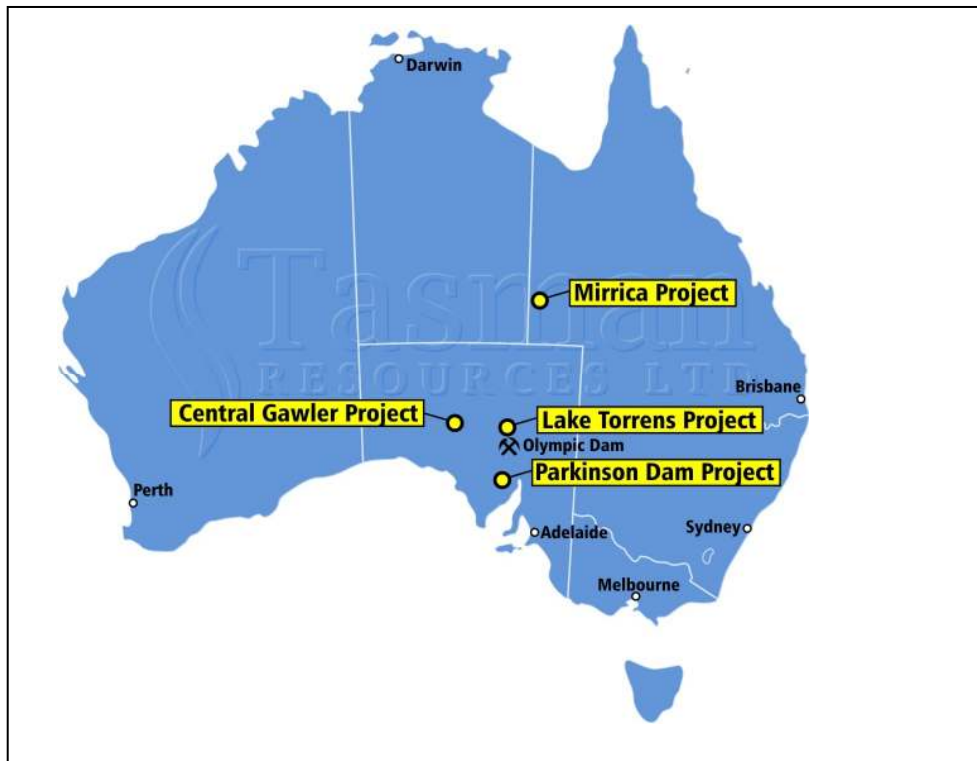 Darwin
Tasman
RESOURCES LTD
Mirrica Project
Brisbane
Central Gawler Project
Lake Torrens Project
Olympic Dam
Parkinson Dam Project
Perth
Adelaide
Sydney
Melbourne